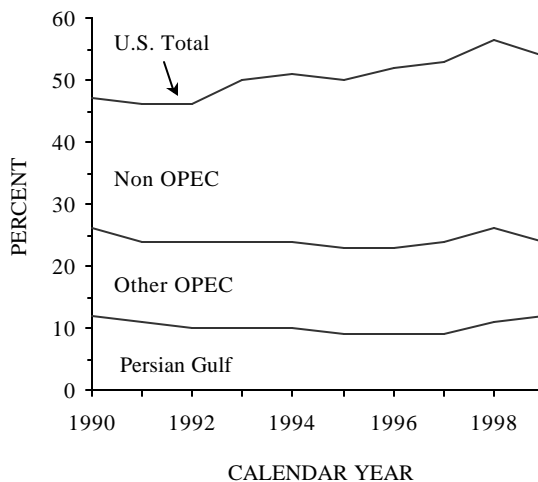 60
U.S. Total
50
40
Non OPEC
30
PERCENT
20
Other OPEC
10
Persian Gulf
0
1990 1992 1994 1996 1998
CALENDAR YEAR